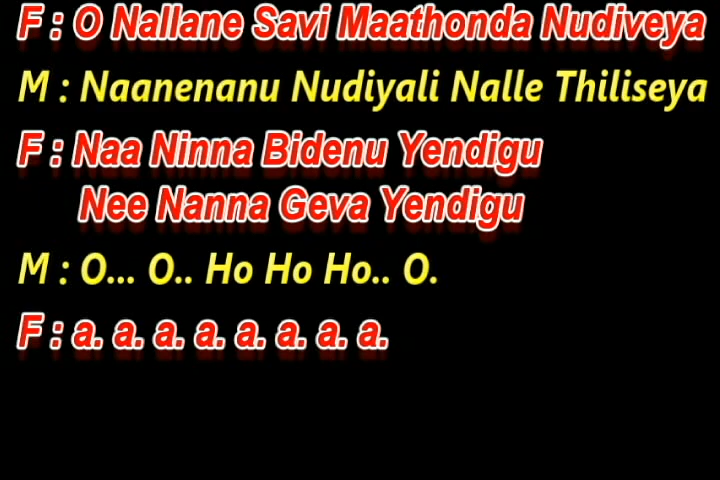 F : O Nallane Savi Maathonda Nudiveya
M : Naanenanu Nudiyali Nalle Thiliseya
F : Naa Ninna Bidenu Yendigu
Nee Nanna Geva Yendigu
M : O... O.. Ho Ho Ho.. O.
F : a. a. a. a. a. a. a. a.